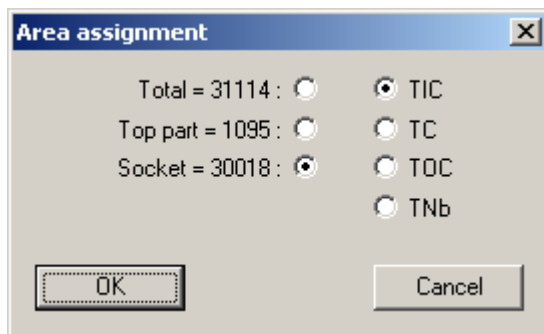 Area assignment
Total = 31114 : TIC
Top part = 1095 : TC
Socket = 30018 : TOC
TNb
OK Cancel